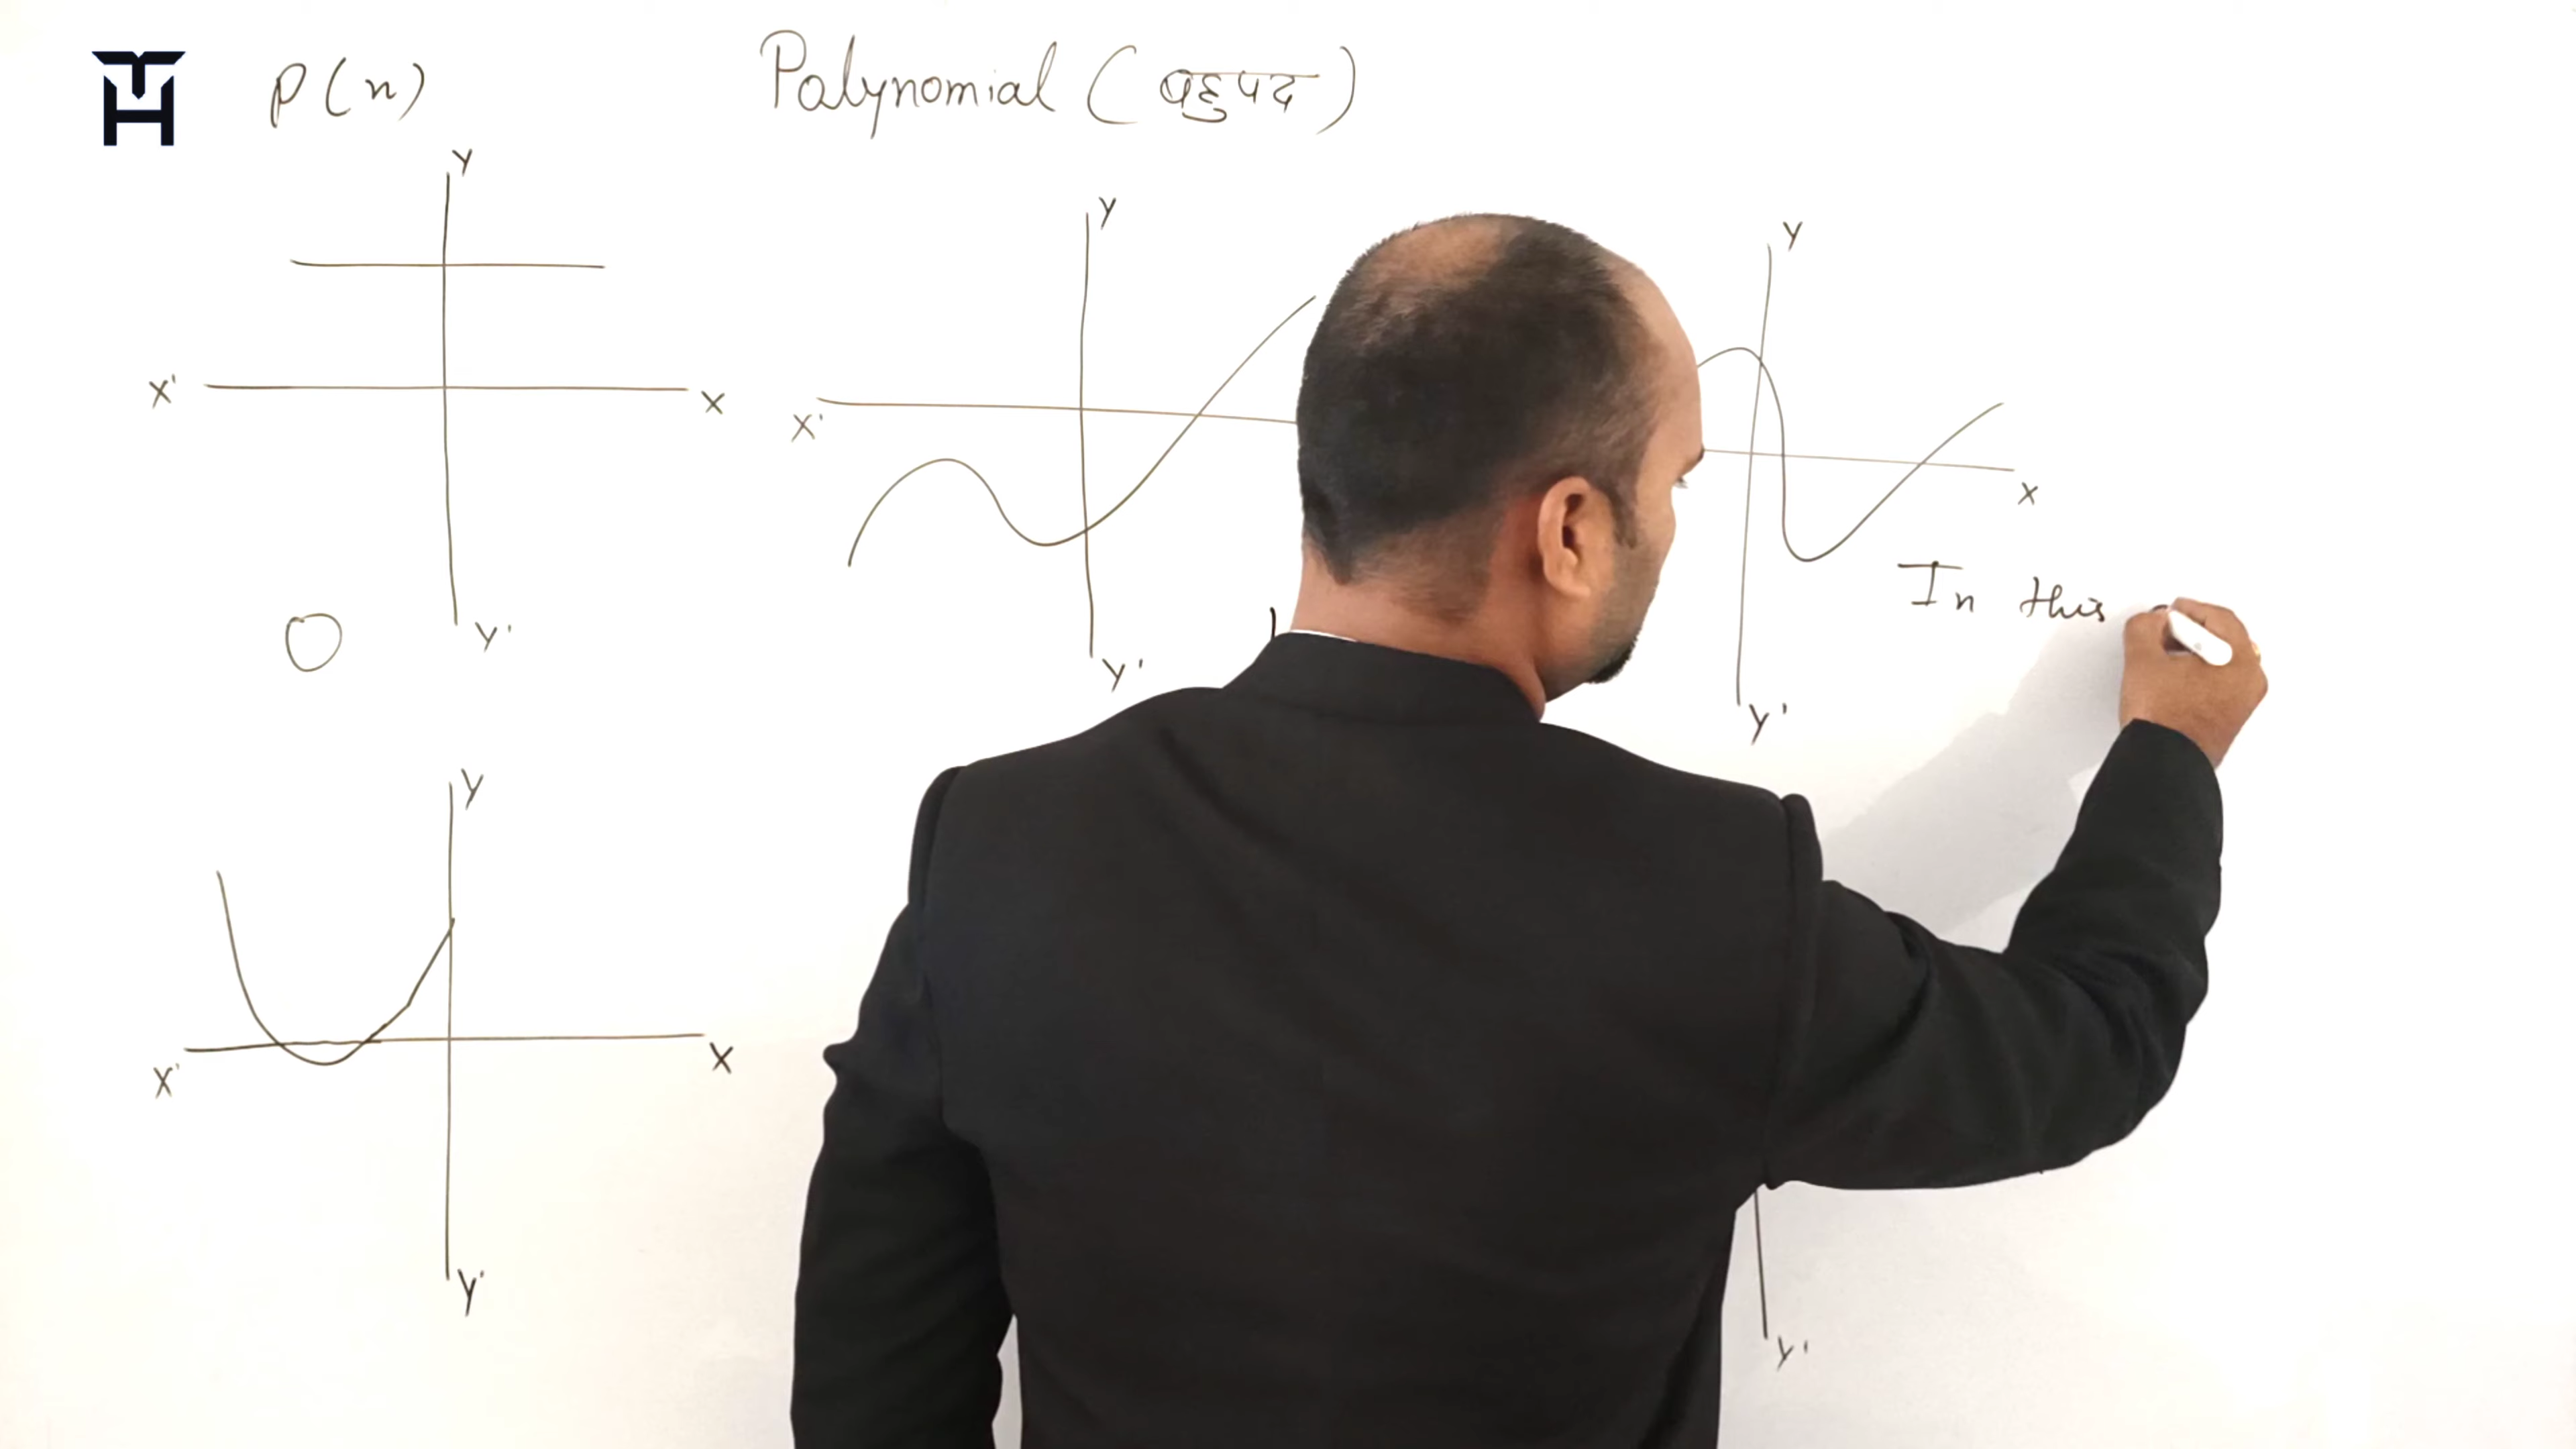 P(n)
Polynomial (बहुपद)
Y
X'
X
Y'
O
Y
X'
Y'
Y
X
Y'
In this
Y
X'
X
Y'
Y'